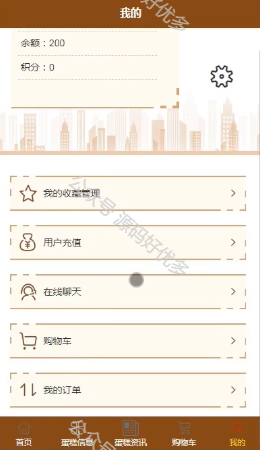 我的
余额：200
积分：0
我的收藏管理
用户充值
在线聊天
购物车
我的订单
首页
蛋糕信息
蛋糕资讯
购物车
我的
公众号：源码好优多